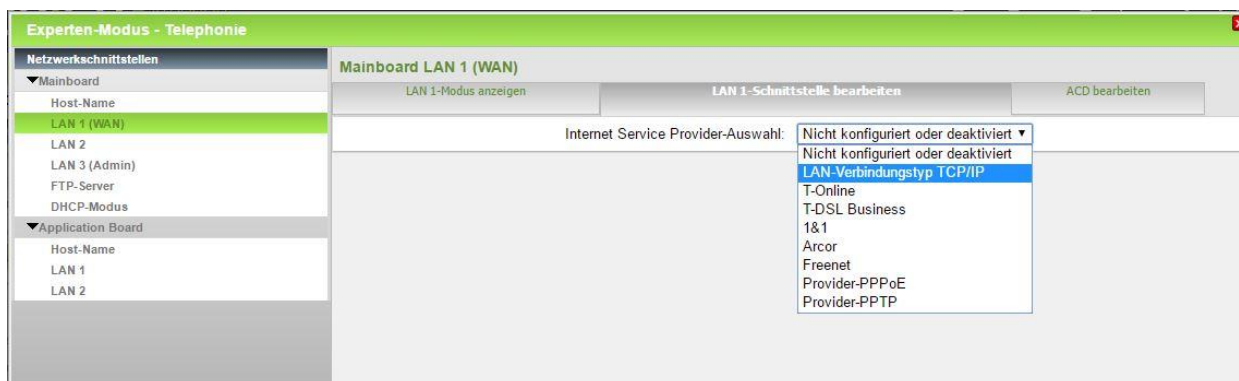 Experten-Modus - Telephonie
Netzwerkschnittstellen
Mainboard
Host-Name
LAN 1 (WAN)
LAN 2
LAN 3 (Admin)
FTP-Server
DHCP-Modus
Application Board
Host-Name
LAN 1
LAN 2
Mainboard LAN 1 (WAN)
LAN 1-Modus anzeigen
LAN 1-Schnittstelle bearbeiten
ACD bearbeiten
Internet Service Provider-Auswahl: Nicht konfiguriert oder deaktiviert
Nicht konfiguriert oder deaktiviert
LAN-Verbindungstyp TCP/IP
T-Online
T-DSL Business
1&1
Arcor
Freenet
Provider-PPPoE
Provider-PPTP